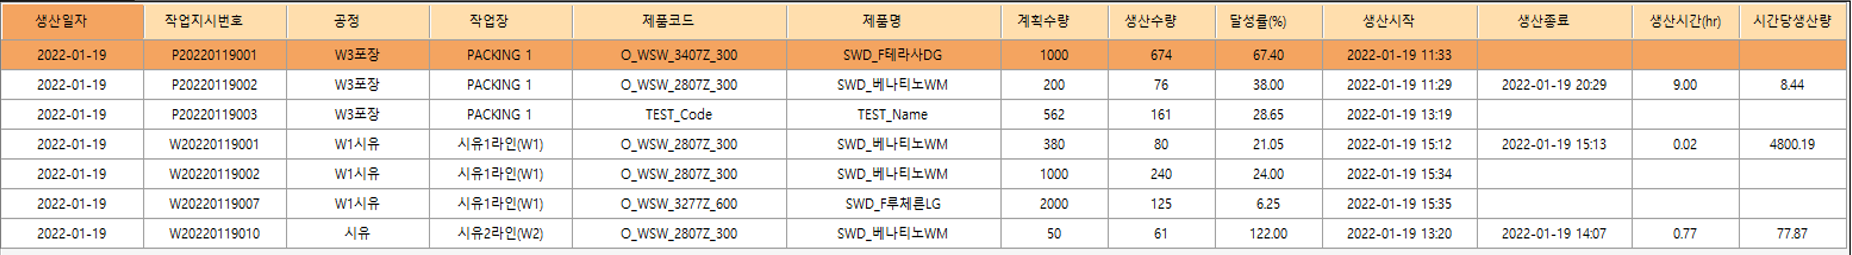 생산일자 작업지시번호 공정 작업장 제품코드 제품명 계획수량 생산수량 달성률(%) 생산시작 생산종료 생산시간(hr) 시간당생산량
2022-01-19 P20220119001 W3포장 PACKING 1 O_WSW_3407Z_300 SWD_F테라사DG 1000 674 67.40 2022-01-19 11:33
2022-01-19 P20220119002 W3포장 PACKING 1 O_WSW_2807Z_300 SWD_베나티노WM 200 76 38.00 2022-01-19 11:29 2022-01-19 20:29 9.00 8.44
2022-01-19 P20220119003 W3포장 PACKING 1 TEST_Code TEST_Name 562 161 28.65 2022-01-19 13:19
2022-01-19 W20220119001 W1시유 시유1라인(W1) O_WSW_2807Z_300 SWD_베나티노WM 380 80 21.05 2022-01-19 15:12 2022-01-19 15:13 0.02 4800.19
2022-01-19 W20220119002 W1시유 시유1라인(W1) O_WSW_2807Z_300 SWD_베나티노WM 1000 240 24.00 2022-01-19 15:34
2022-01-19 W20220119007 W1시유 시유1라인(W1) O_WSW_3277Z_600 SWD_F루체른LG 2000 125 6.25 2022-01-19 15:35
2022-01-19 W20220119010 시유 시유2라인(W2) O_WSW_2807Z_300 SWD_베나티노WM 50 61 122.00 2022-01-19 13:20 2022-01-19 14:07 0.77 77.87